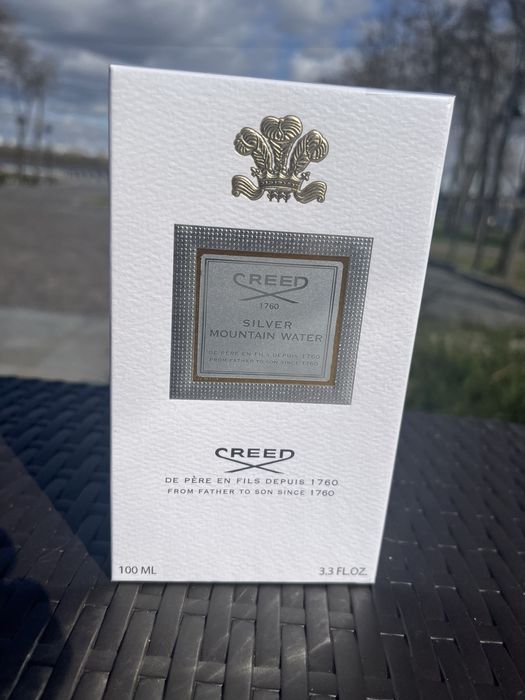 CREED
1760
SILVER
MOUNTAIN WATER
DE PÈRE EN FILS DEPUIS 1760
FROM FATHER TO SON SINCE 1760
CREED
DE PÈRE EN FILS DEPUIS 1760
FROM FATHER TO SON SINCE 1760
100 ML
3.3 FL.OZ.